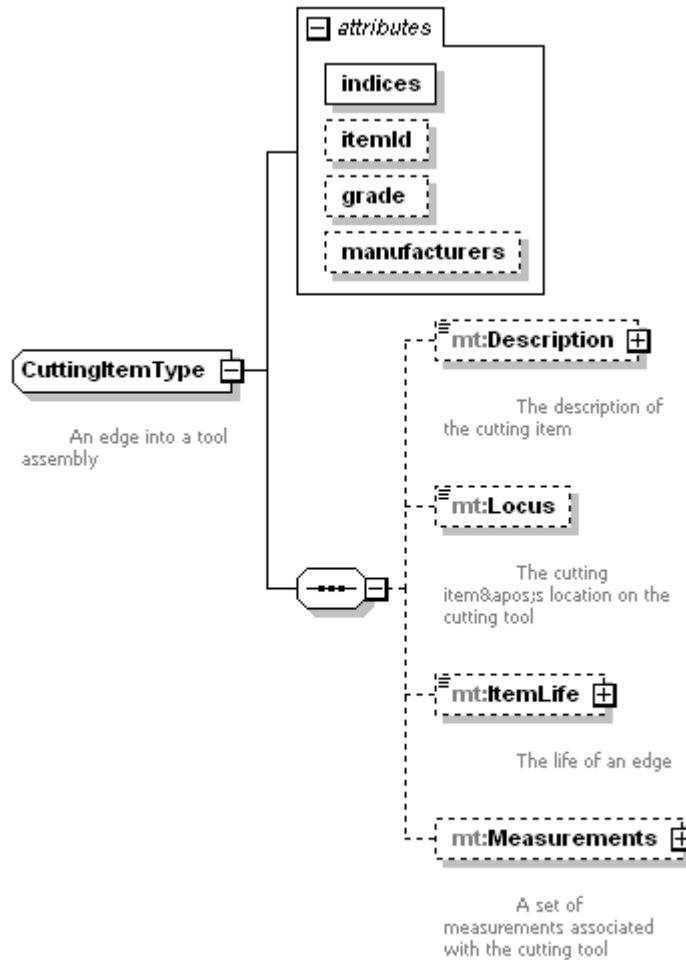 attributes
indices
itemId
grade
manufacturers
CuttingItemType
An edge into a tool
assembly
mt:Description
The description of
the cutting item
mt:Locus
The cutting
item&apos;s location on the
cutting tool
mt:ItemLife
The life of an edge
mt:Measurements
A set of
measurements associated
with the cutting tool